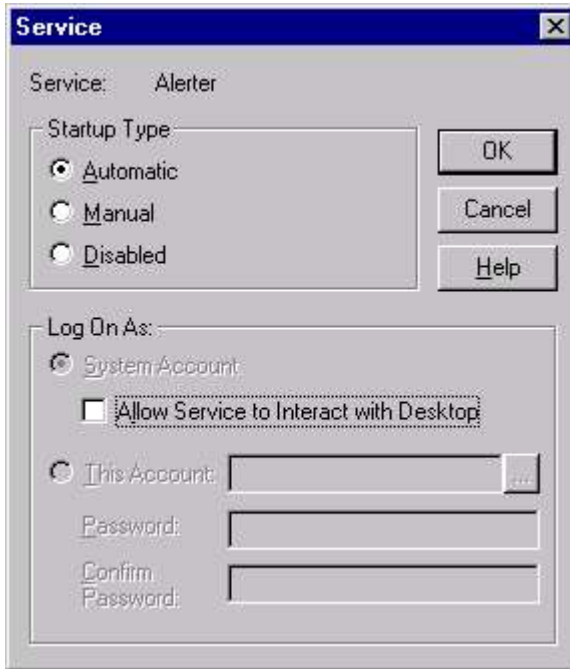 Service
Service: Alerter
Startup Type
Automatic
Manual
Disabled
OK
Cancel
Help
Log On As:
System Account
Allow Service to Interact with Desktop
This Account: ...
Password:
Confirm
Password: